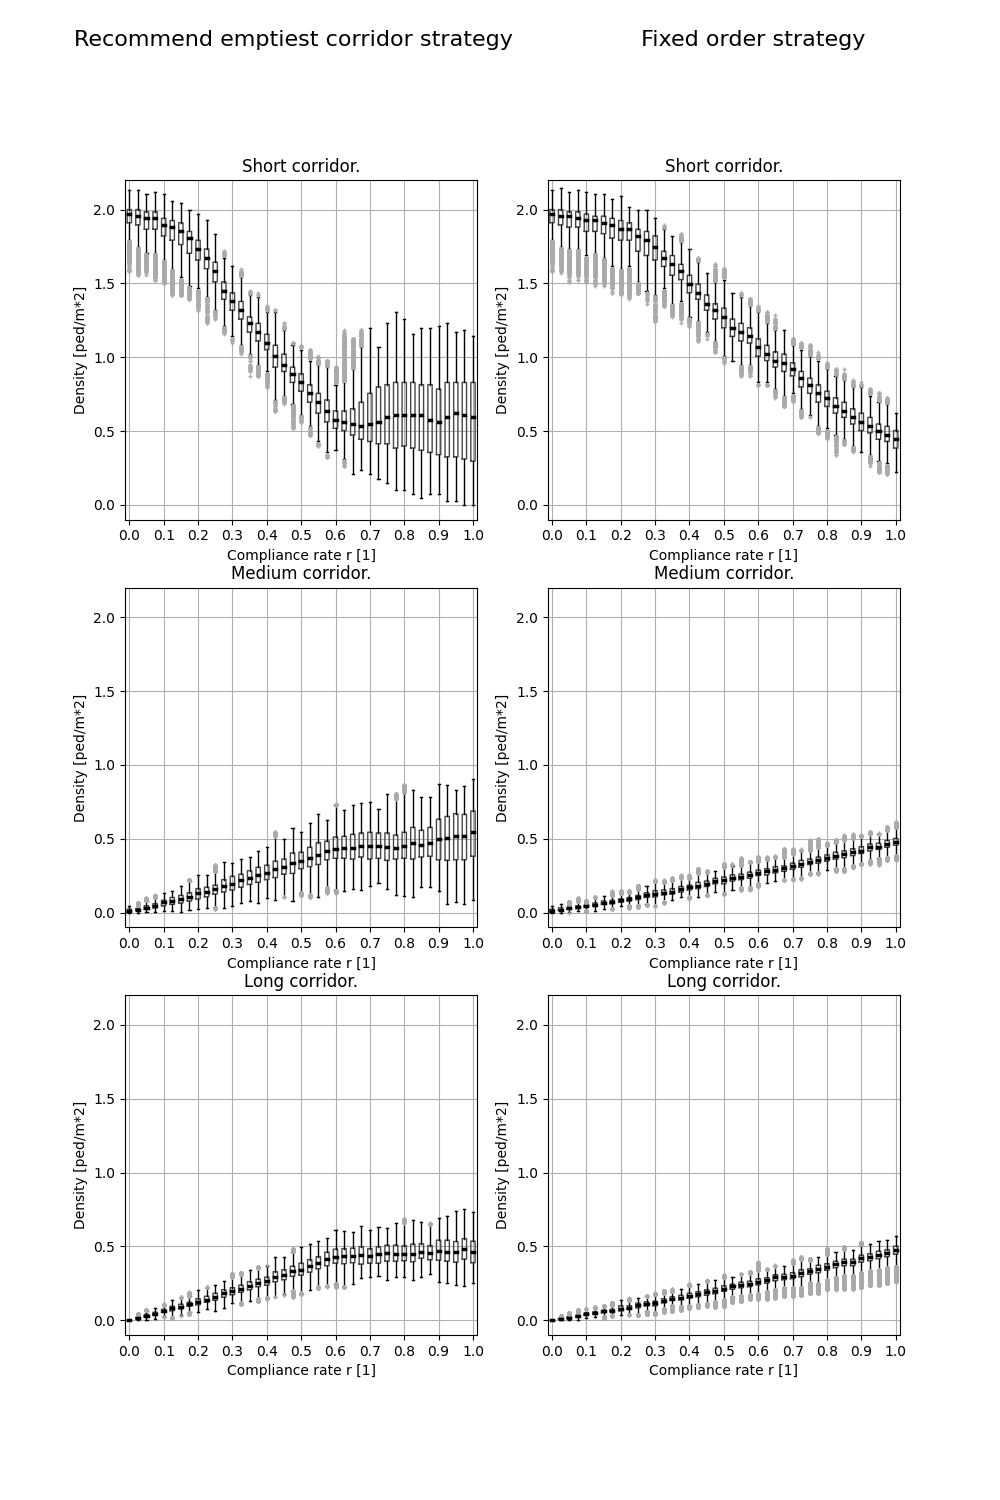 Recommend emptiest corridor strategy
Fixed order strategy
Short corridor.
Density [ped/m*2]
2.0
1.5
1.0
0.5
0.0
0.0 0.1 0.2 0.3 0.4 0.5 0.6 0.7 0.8 0.9 1.0
Compliance rate r [1]
Short corridor.
Density [ped/m*2]
2.0
1.5
1.0
0.5
0.0
0.0 0.1 0.2 0.3 0.4 0.5 0.6 0.7 0.8 0.9 1.0
Compliance rate r [1]
Medium corridor.
Density [ped/m*2]
2.0
1.5
1.0
0.5
0.0
0.0 0.1 0.2 0.3 0.4 0.5 0.6 0.7 0.8 0.9 1.0
Compliance rate r [1]
Medium corridor.
Density [ped/m*2]
2.0
1.5
1.0
0.5
0.0
0.0 0.1 0.2 0.3 0.4 0.5 0.6 0.7 0.8 0.9 1.0
Compliance rate r [1]
Long corridor.
Density [ped/m*2]
2.0
1.5
1.0
0.5
0.0
0.0 0.1 0.2 0.3 0.4 0.5 0.6 0.7 0.8 0.9 1.0
Compliance rate r [1]
Long corridor.
Density [ped/m*2]
2.0
1.5
1.0
0.5
0.0
0.0 0.1 0.2 0.3 0.4 0.5 0.6 0.7 0.8 0.9 1.0
Compliance rate r [1]